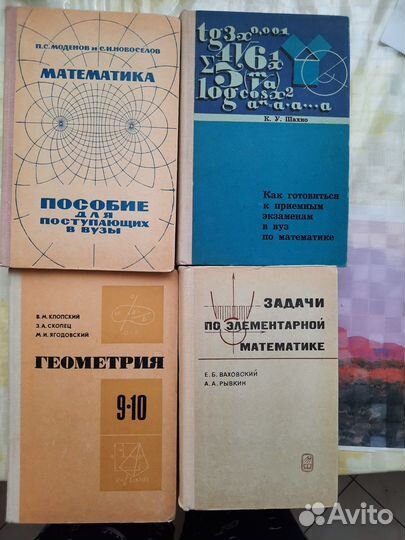 П.С. МОДЕНОВ и С.И. НОВОСЕЛОВ
МАТЕМАТИКА
ПОСОБИЕ
ДЛЯ
ПОСТУПАЮЩИХ
В ВУЗЫ
К. У. Шахно
Как готовиться
к приемным
экзаменам
в вуз
по математике
В. М. КЛОПСКИЙ
З. А. СКОПЕЦ
М. И. ЯГОДОВСКИЙ
ГЕОМЕТРИЯ
9·10
ЗАДАЧИ
ПО ЭЛЕМЕНТАРНОЙ
МАТЕМАТИКЕ
Е. Б. ВАХОВСКИЙ
А. А. РЫВКИН
Avito